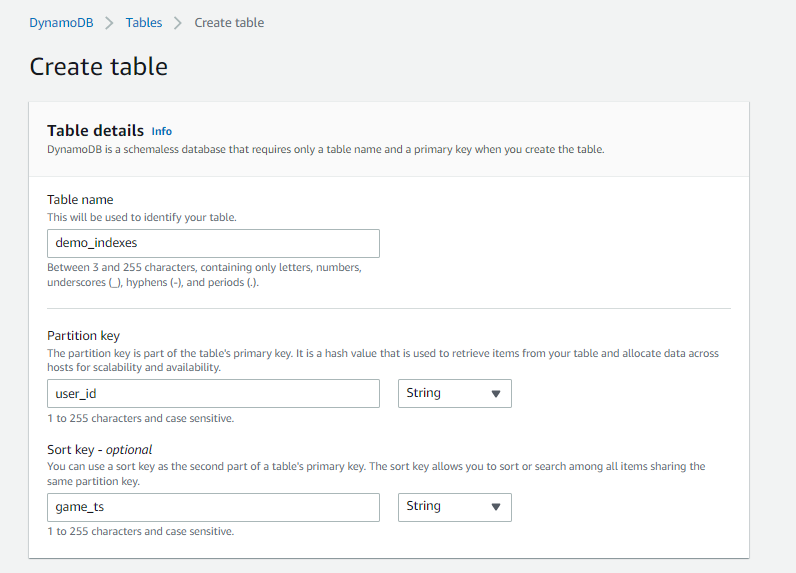 DynamoDB > Tables > Create table
Create table
Table details Info
DynamoDB is a schemaless database that requires only a table name and a primary key when you create the table.
Table name
This will be used to identify your table.
demo_indexes
Between 3 and 255 characters, containing only letters, numbers,
underscores (_), hyphens (-), and periods (.).
Partition key
The partition key is part of the table's primary key. It is a hash value that is used to retrieve items from your table and allocate data across
hosts for scalability and availability.
user_id String
1 to 255 characters and case sensitive.
Sort key - optional
You can use a sort key as the second part of a table's primary key. The sort key allows you to sort or search among all items sharing the
same partition key.
game_ts String
1 to 255 characters and case sensitive.